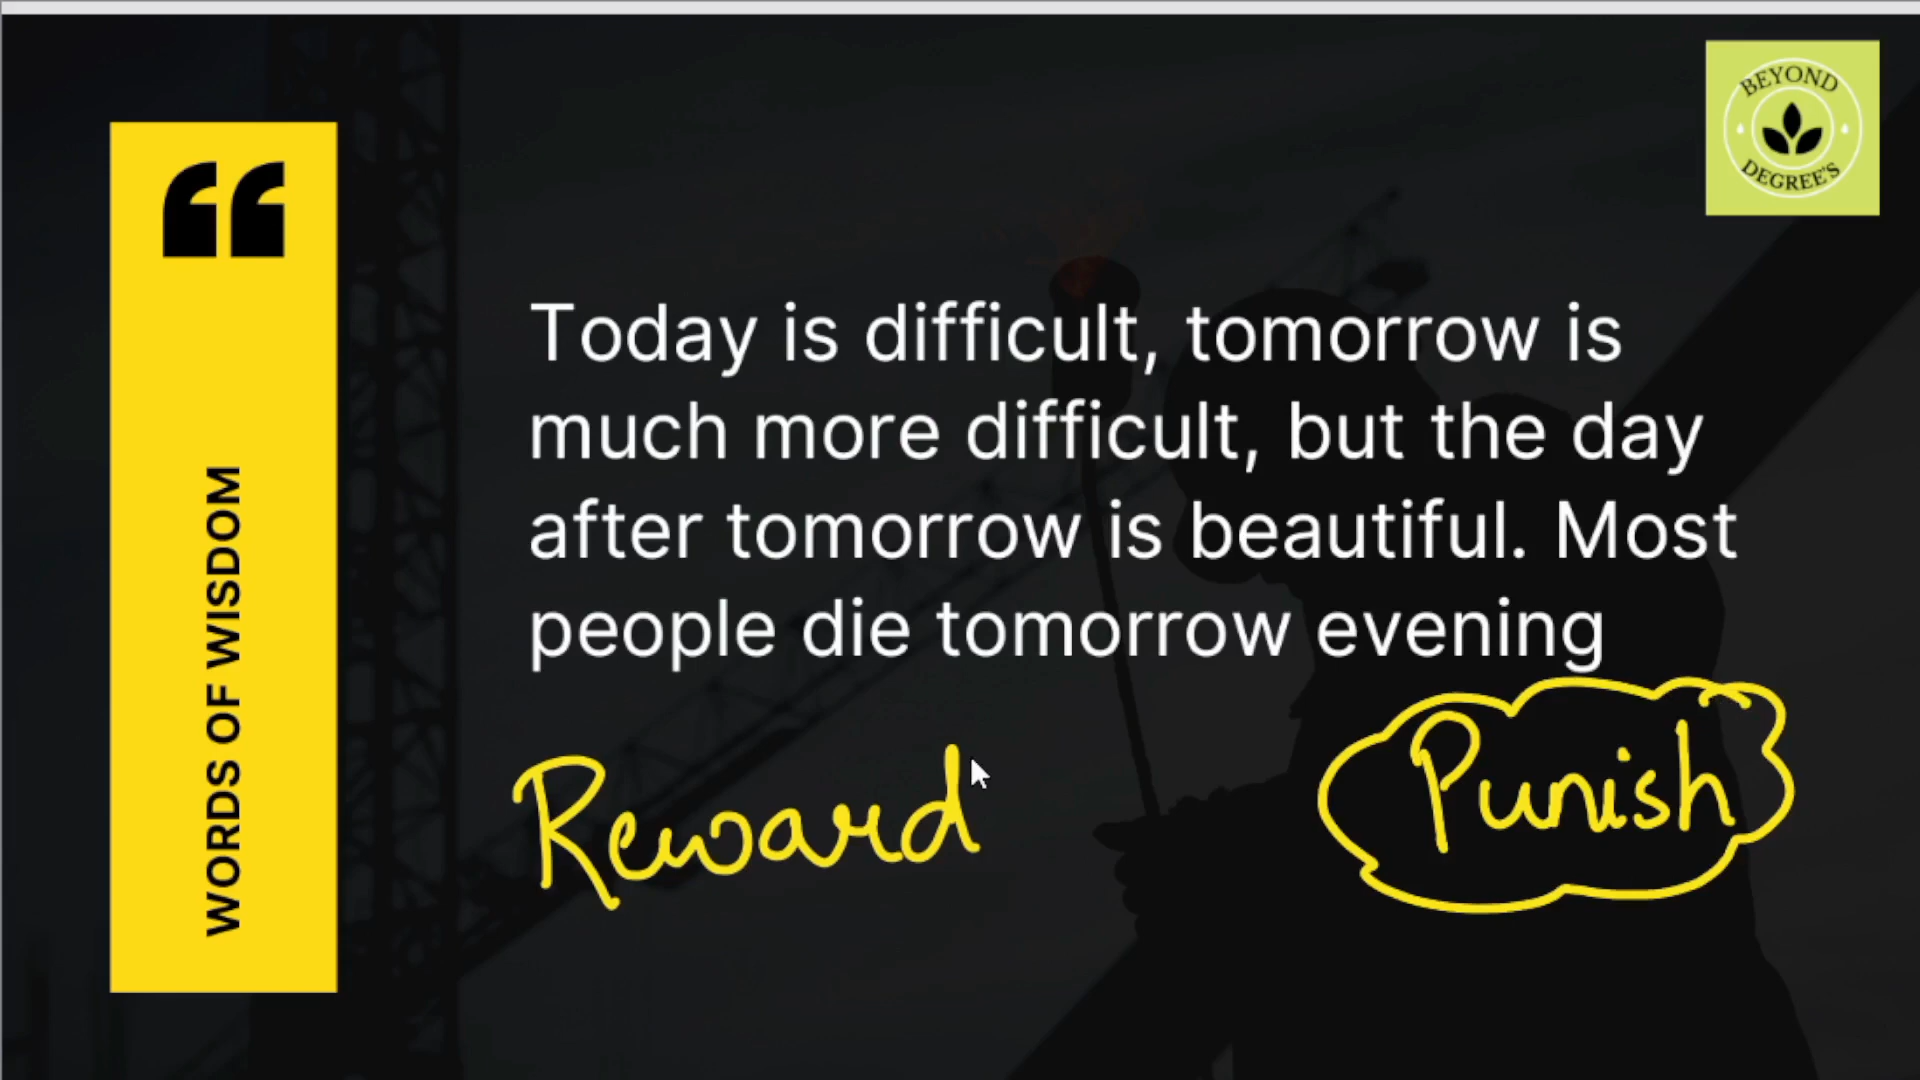 BEYOND
DEGREE'S
WORDS OF WISDOM
Today is difficult, tomorrow is
much more difficult, but the day
after tomorrow is beautiful. Most
people die tomorrow evening
Reward
Punish